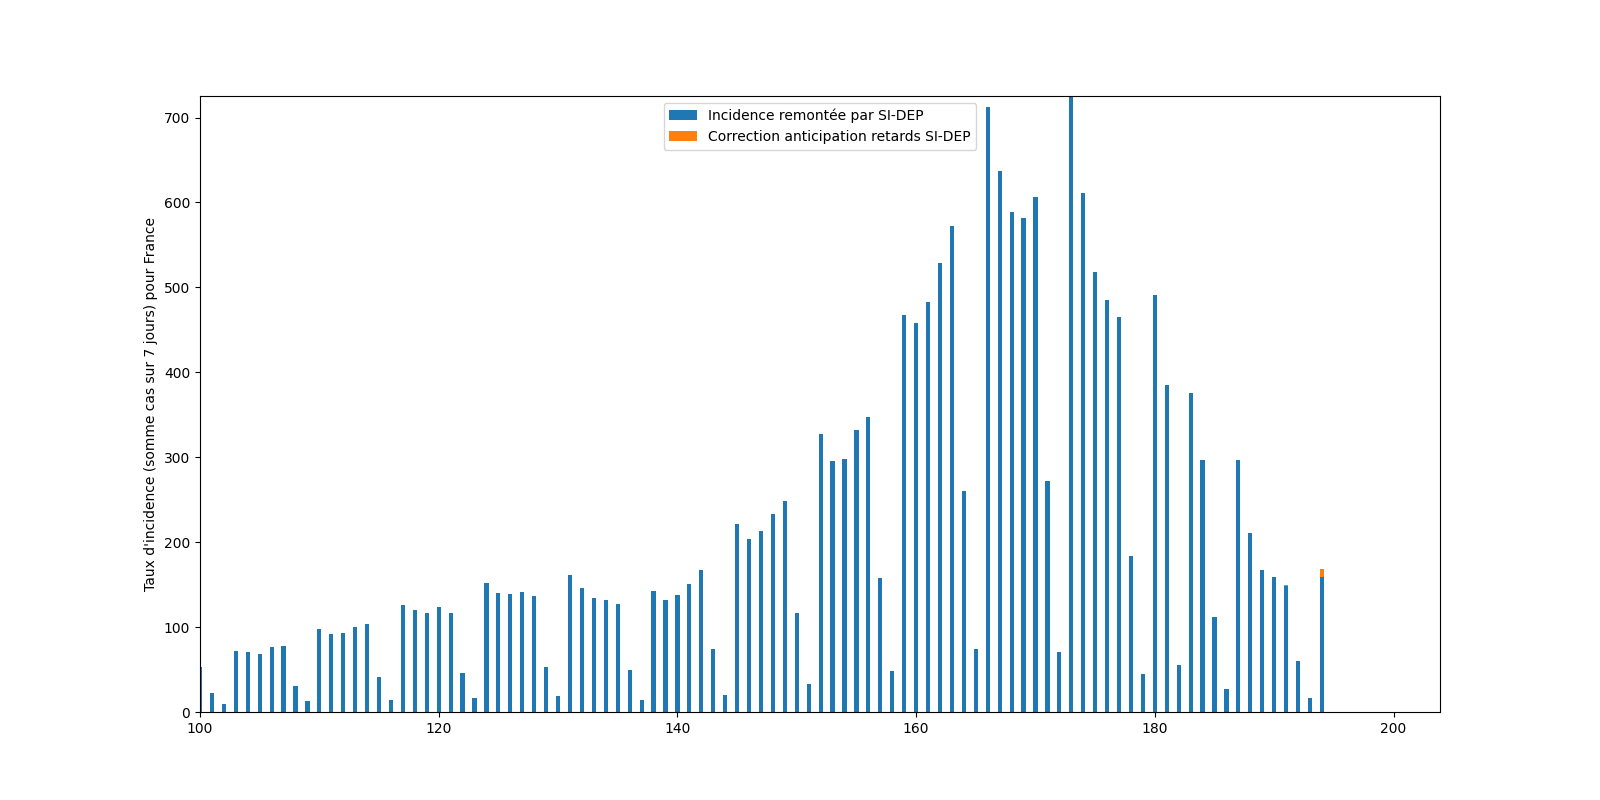 Incidence remontée par SI-DEP
Correction anticipation retards SI-DEP
Taux d'incidence (somme cas sur 7 jours) pour France
700
600
500
400
300
200
100
0
100 120 140 160 180 200